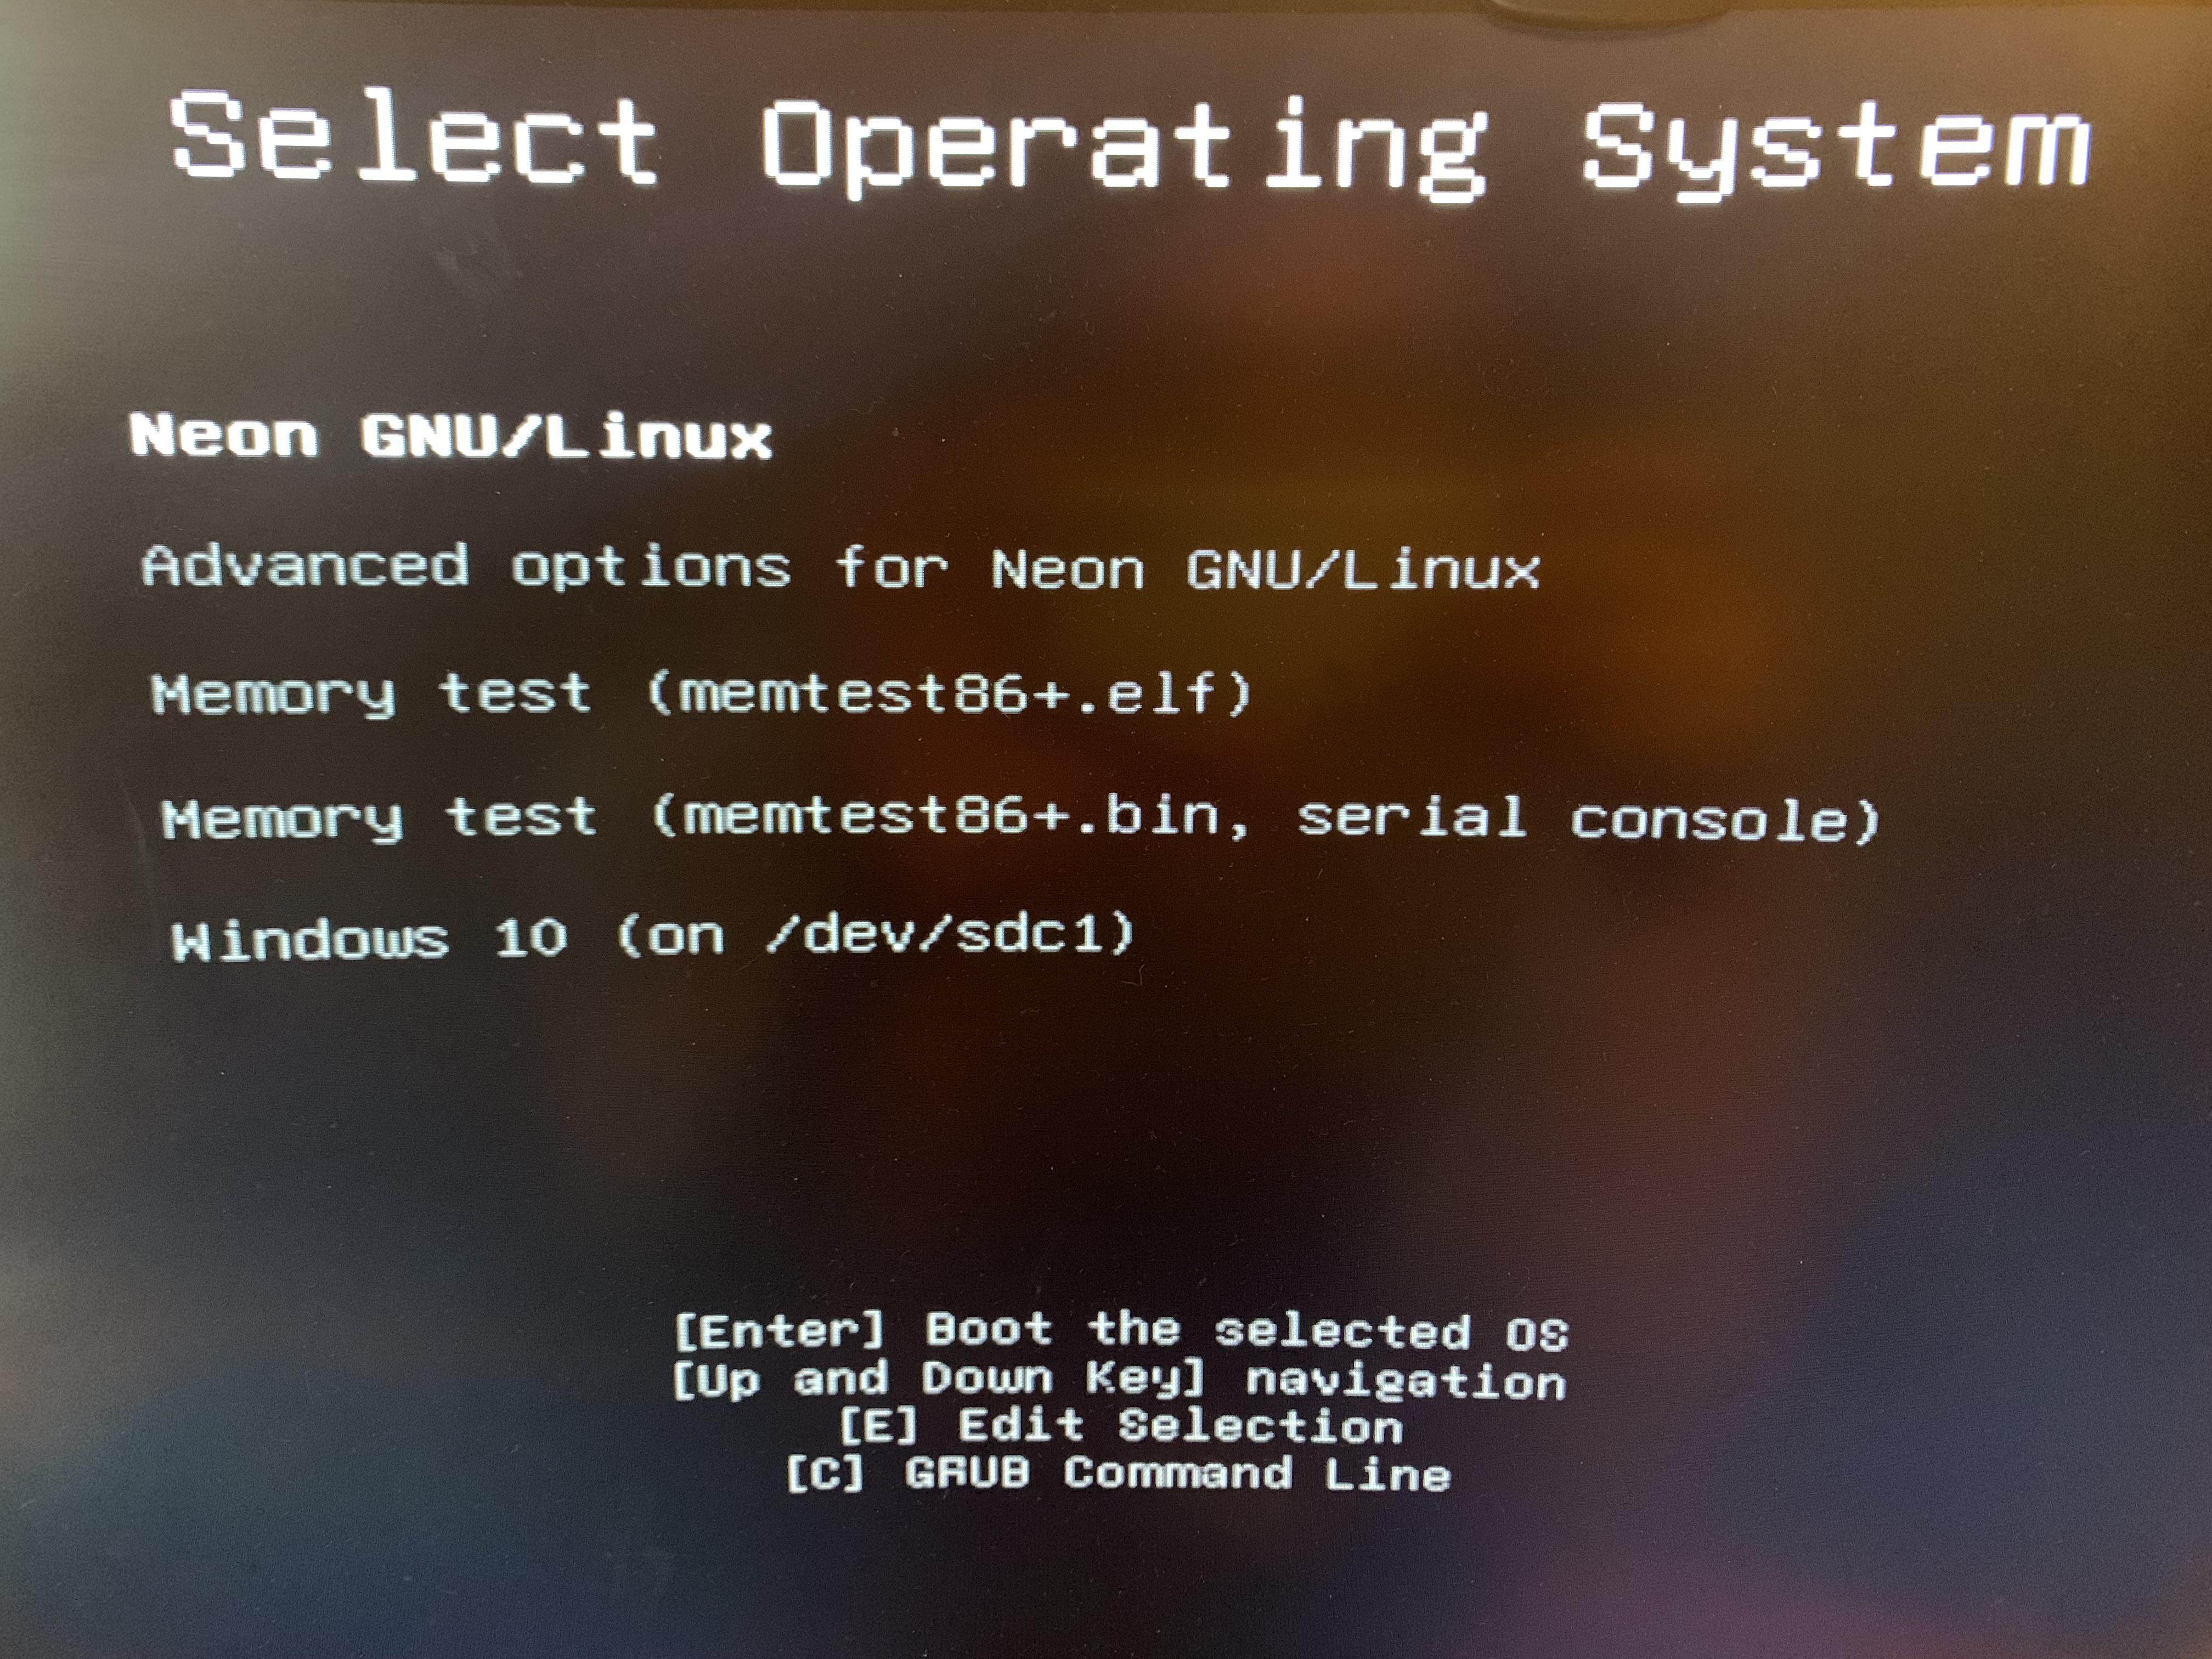 Select Operating System
Neon GNU/Linux
Advanced options for Neon GNU/Linux
Memory test (memtest86+.elf)
Memory test (memtest86+.bin, serial console)
Windows 10 (on /dev/sdc1)
[Enter] Boot the selected OS
[Up and Down Key] navigation
[E] Edit Selection
[C] GRUB Command Line